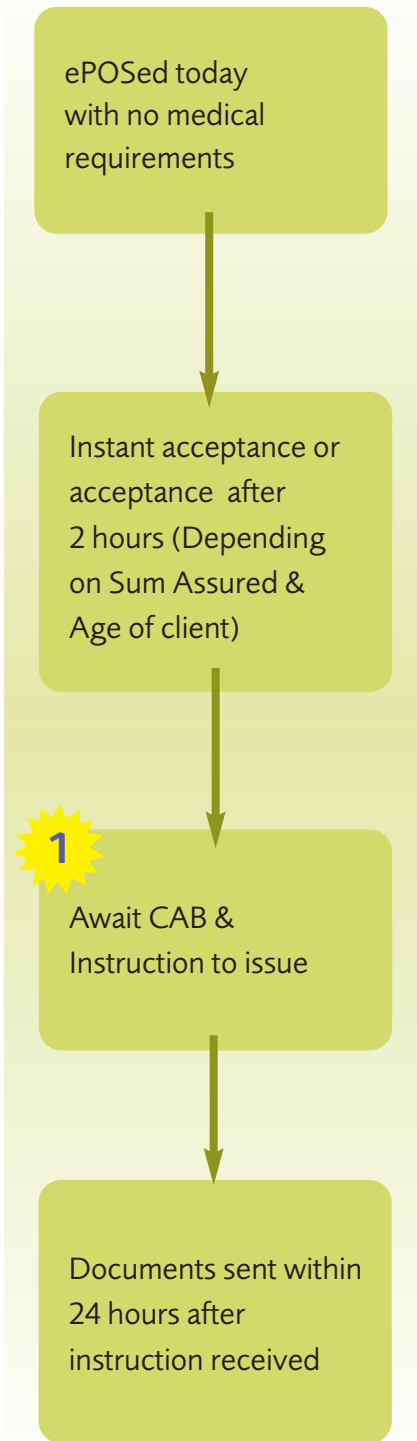 ePOSed today
with no medical
requirements
Instant acceptance or
acceptance after
2 hours (Depending
on Sum Assured &
Age of client)
1
Await CAB &
Instruction to issue
Documents sent within
24 hours after
instruction received